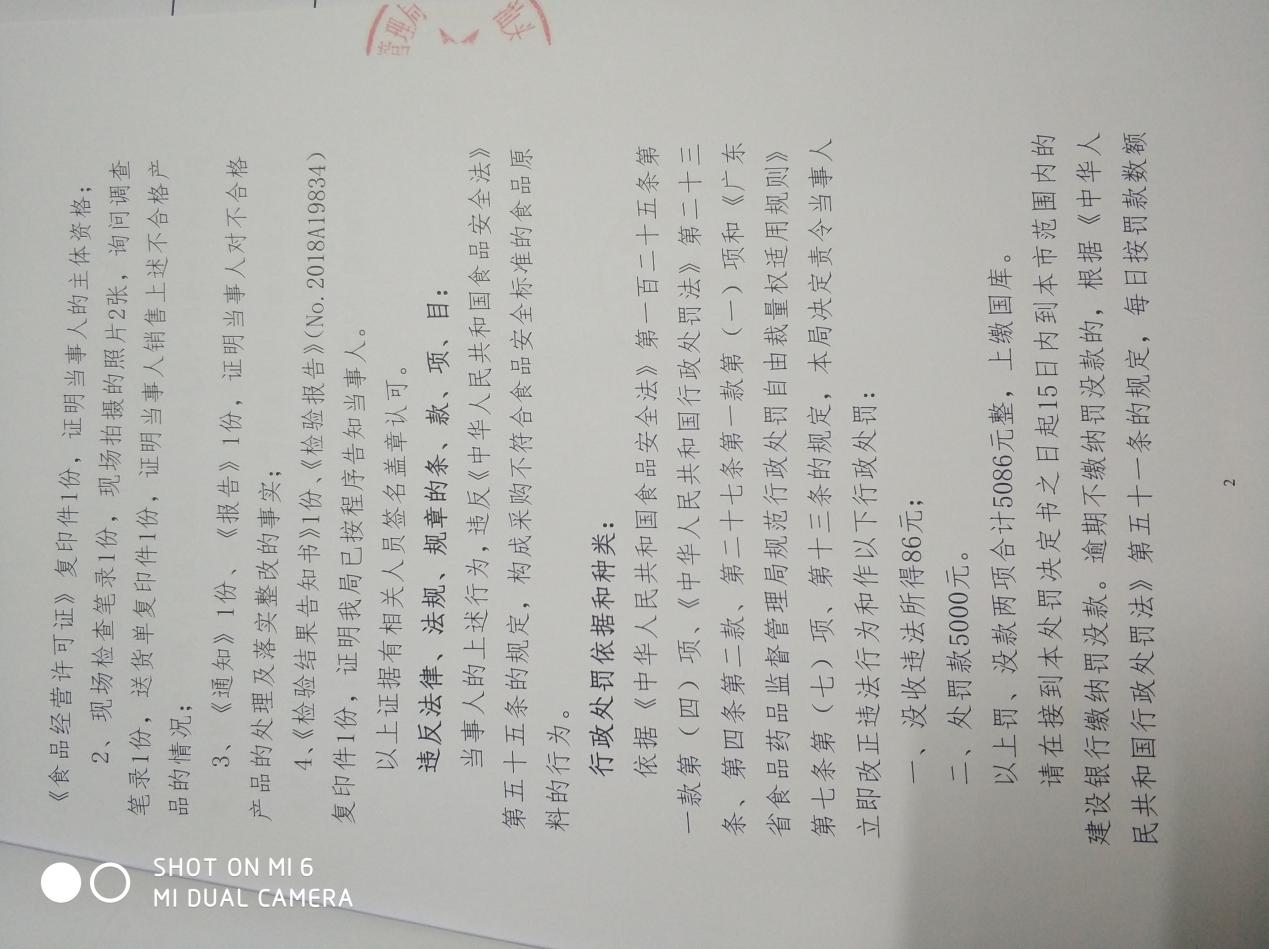 《食品经营许可证》复印件1份，证明当事人的主体资格；
2、现场检查笔录1份，现场拍摄的照片2张，询问调查
笔录1份，送货单复印件1份，证明当事人销售上述不合格产
品的情况；
3、《通知》1份、《报告》1份，证明当事人对不合格
产品的处理及落实整改的事实；
4、《检验结果告知书》1份、《检验报告》(No.2018A19834)
复印件1份，证明我局已按程序告知当事人。
以上证据有相关人员签名盖章认可。
违反法律、法规、规章的条、款、项、目：
当事人的上述行为，违反《中华人民共和国食品安全法》
第五十五条的规定，构成采购不符合食品安全标准的食品原
料的行为。
行政处罚依据和种类：
依据《中华人民共和国食品安全法》第一百二十五条第
一款第（四）项、《中华人民共和国行政处罚法》第二十三
条、第四条第二款、第二十七条第一款第（一）项和《广东
省食品药品监督管理局规范行政处罚自由裁量权适用规则》
第七条第（七）项、第十三条的规定，本局决定责令当事人
立即改正违法行为和作以下行政处罚：
一、没收违法所得86元；
二、处罚款5000元。
以上罚、没款两项合计5086元整，上缴国库。
请在接到本处罚决定书之日起15日内到本市范围内的
建设银行缴纳罚没款。逾期不缴纳罚没款的，根据《中华人
民共和国行政处罚法》第五十一条的规定，每日按罚款数额
2
管理局
SHOT ON MI 6
MI DUAL CAMERA